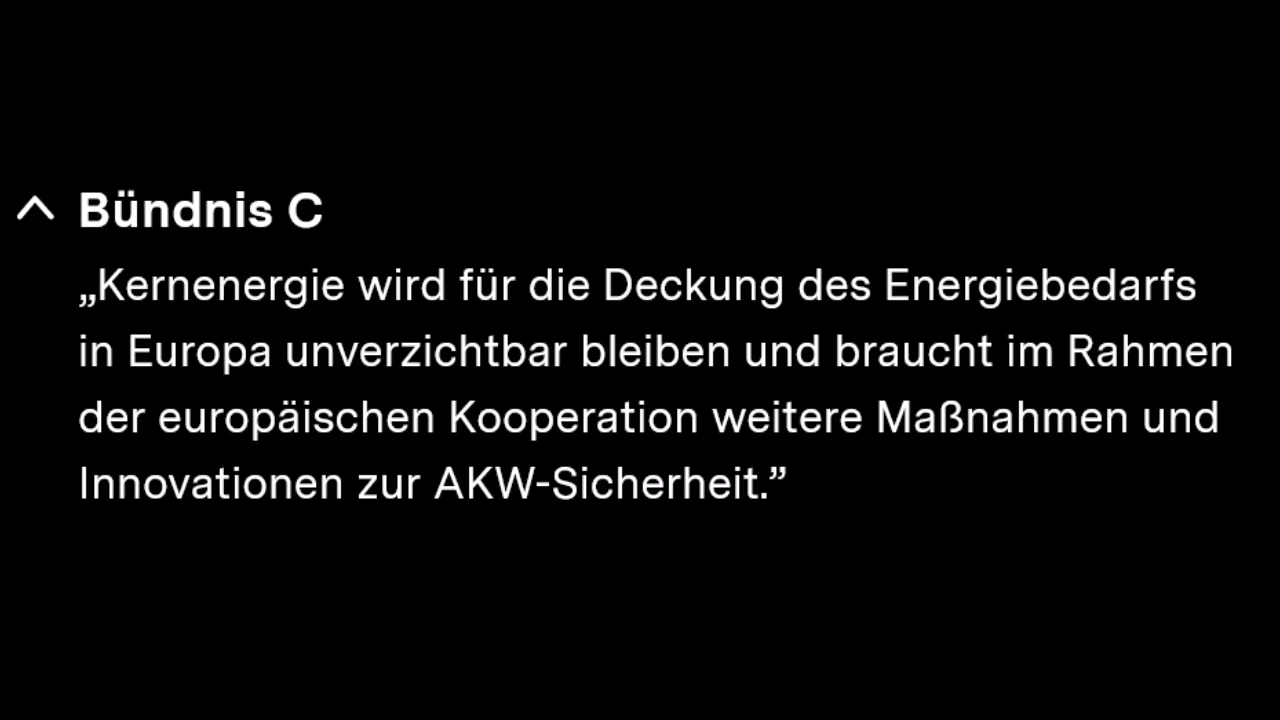 Bündnis C
„Kernenergie wird für die Deckung des Energiebedarfs
in Europa unverzichtbar bleiben und braucht im Rahmen
der europäischen Kooperation weitere Maßnahmen und
Innovationen zur AKW-Sicherheit.”